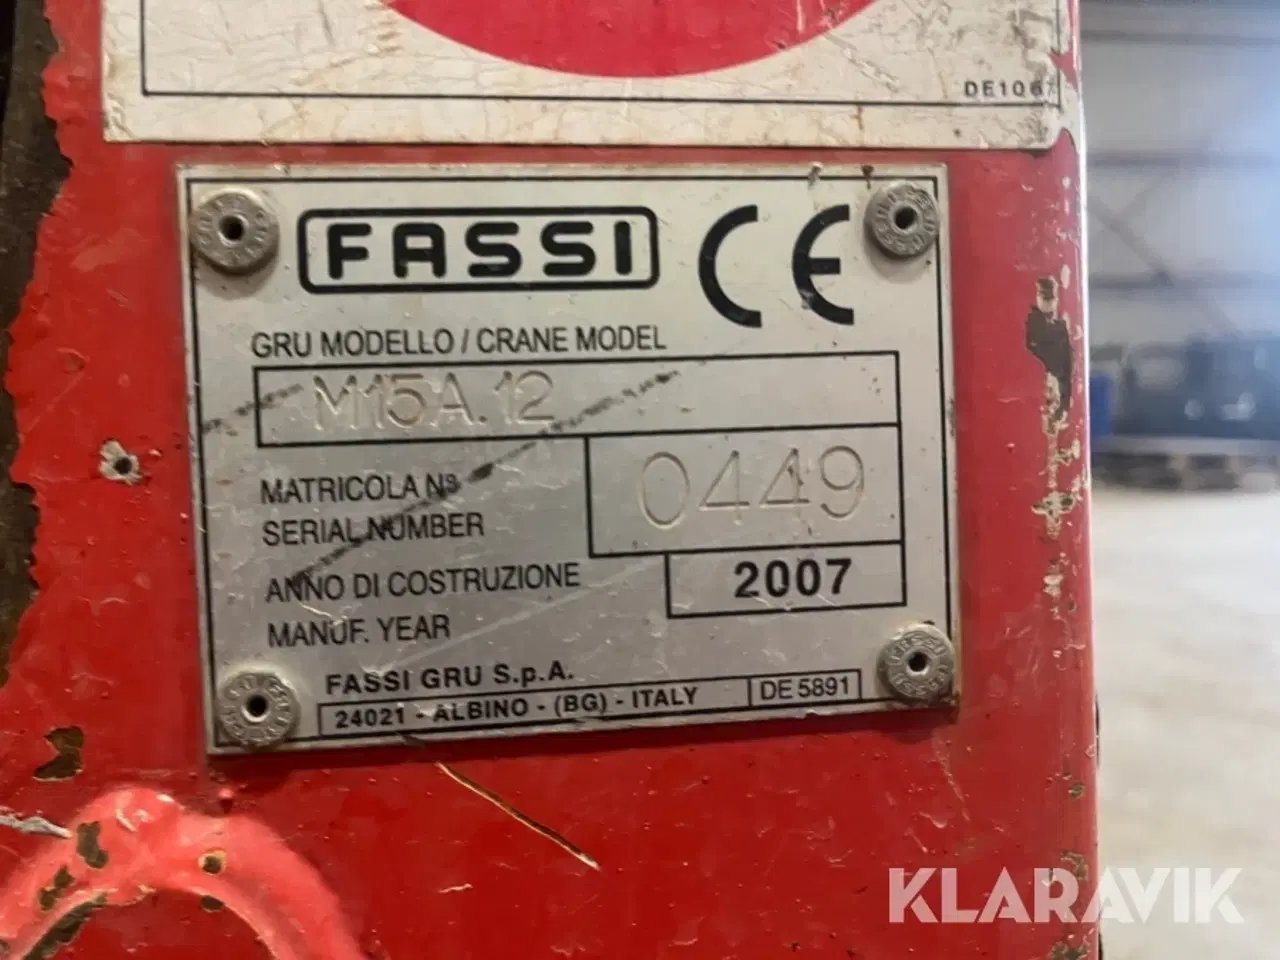 DE1067
FASSI CE
GRU MODELLO / CRANE MODEL
M15A.12
MATRICOLA No
SERIAL NUMBER
0449
ANNO DI COSTRUZIONE
MANUF. YEAR
2007
FASSI GRU S.p.A.
24021 - ALBINO - (BG) - ITALY DE 5891
KLARAVIK